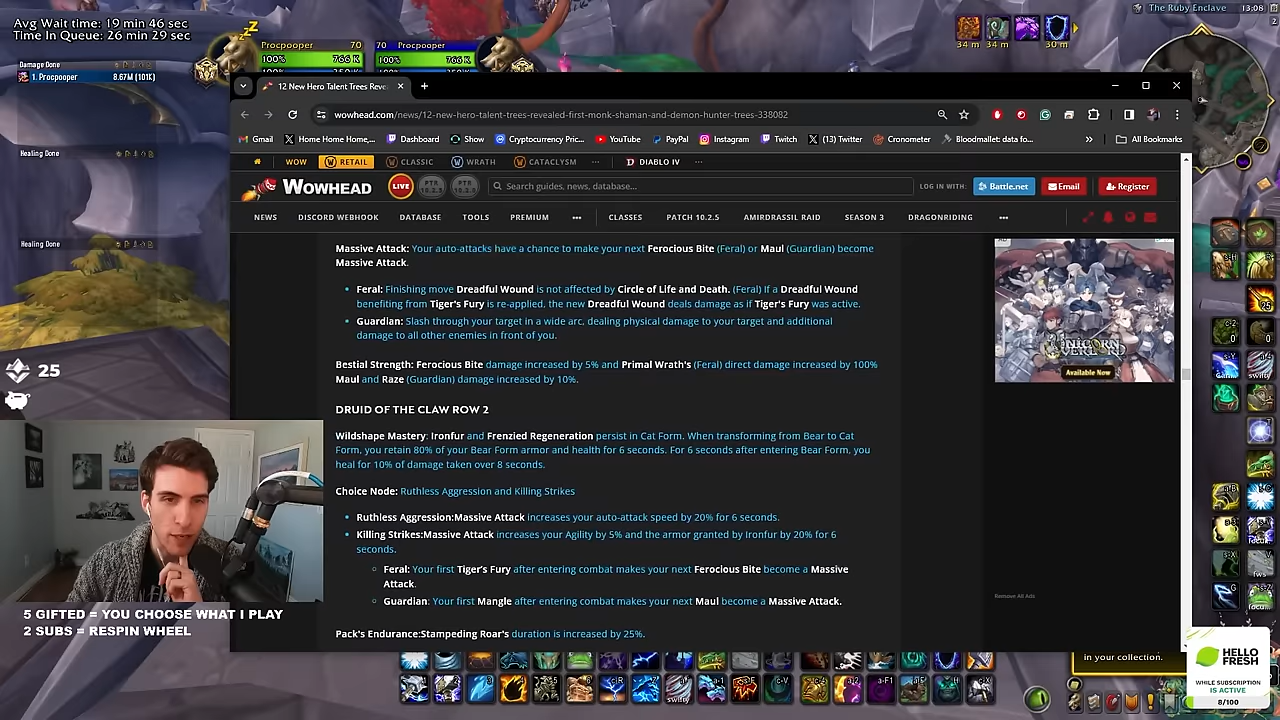 Avg Wait time: 19 min 46 sec
Time In Queue: 26 min 29 sec
The Ruby Enclave 13:08
Procpooper 70
70 Procpooper
100% 766 K
100% 766 K
34 m 34 m 30 m
Damage Done
1. Procpooper 8.67M (101K)
Healing Done
Healing Done
25
12 New Hero Talent Trees Reve
wowhead.com/news/12-new-hero-talent-trees-revealed-first-monk-shaman-and-demon-hunter-trees-338082
Gmail Home Home Home... Dashboard Show Cryptocurrency Pric... YouTube PayPal Instagram Twitch (13) Twitter Cronometer Bloodmallet: data fo... » All Bookmarks
WOW RETAIL CLASSIC WRATH CATACLYSM ... DIABLO IV ...
WOWHEAD LIVE PTR PTR Search guides, news, database... LOG IN WITH: Battle.net Email Register
NEWS DISCORD WEBHOOK DATABASE TOOLS PREMIUM ... CLASSES PATCH 10.2.5 AMIRDRASSIL RAID SEASON 3 DRAGONRIDING ...
Massive Attack: Your auto-attacks have a chance to make your next Ferocious Bite (Feral) or Maul (Guardian) become
Massive Attack.
Feral: Finishing move Dreadful Wound is not affected by Circle of Life and Death. (Feral) If a Dreadful Wound
benefiting from Tiger's Fury is re-applied, the new Dreadful Wound deals damage as if Tiger's Fury was active.
Guardian: Slash through your target in a wide arc, dealing physical damage to your target and additional
damage to all other enemies in front of you.
Bestial Strength: Ferocious Bite damage increased by 5% and Primal Wrath's (Feral) direct damage increased by 100%
Maul and Raze (Guardian) damage increased by 10%.
DRUID OF THE CLAW ROW 2
Wildshape Mastery: Ironfur and Frenzied Regeneration persist in Cat Form. When transforming from Bear to Cat
Form, you retain 80% of your Bear Form armor and health for 6 seconds. For 6 seconds after entering Bear Form, you
heal for 10% of damage taken over 8 seconds.
Choice Node: Ruthless Aggression and Killing Strikes
Ruthless Aggression:Massive Attack increases your auto-attack speed by 20% for 6 seconds.
Killing Strikes:Massive Attack increases your Agility by 5% and the armor granted by Ironfur by 20% for 6
seconds.
Feral: Your first Tiger's Fury after entering combat makes your next Ferocious Bite become a Massive
Attack.
Guardian: Your first Mangle after entering combat makes your next Maul become a Massive Attack.
Pack's Endurance:Stampeding Roar duration is increased by 25%.
UNICORN
OVERLORD
Available Now
Remove All Ads
5 GIFTED = YOU CHOOSE WHAT I PLAY
2 SUBS = RESPIN WHEEL
in your collection.
HELLO
FRESH
WHILE SUBSCRIPTION
IS ACTIVE
8/100